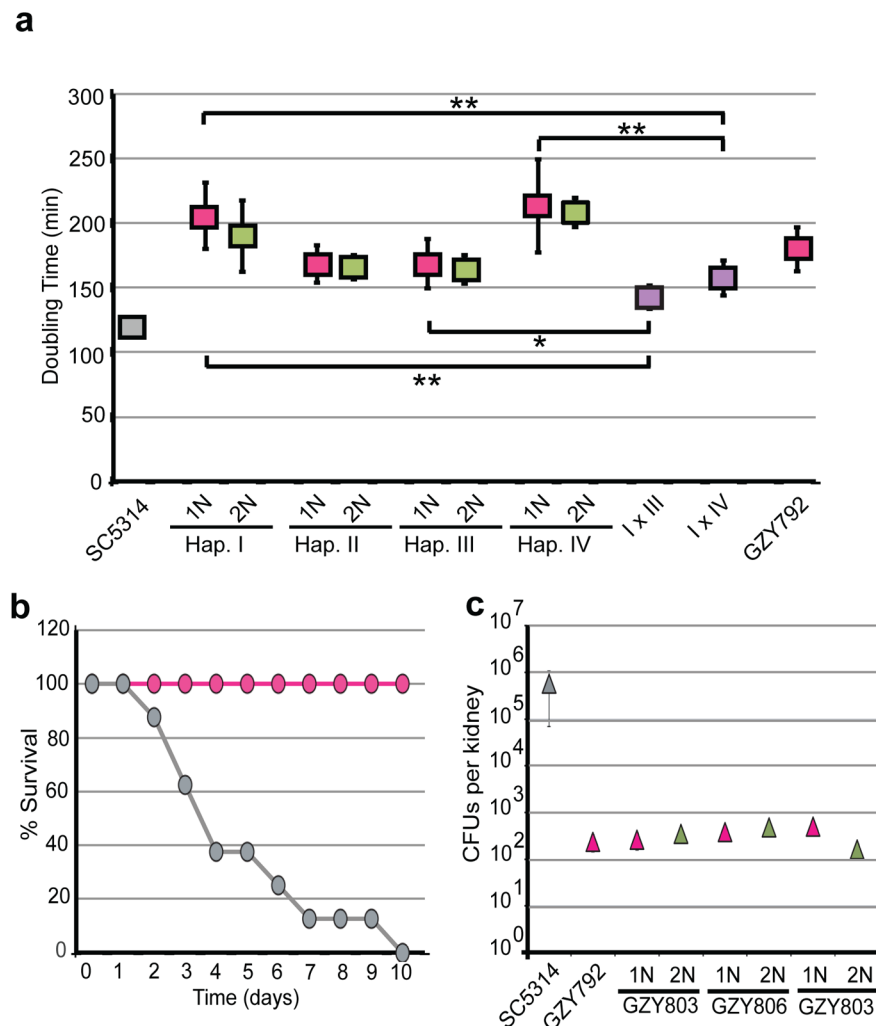 a
Doubling Time (min)
300
250
200
150
100
50
0
**
**
*
**
SC5314
1N 2N 1N 2N 1N 2N 1N 2N
Hap. I Hap. II Hap. III Hap. IV
I x III
I x IV
GZY792
b
% Survival
120
100
80
60
40
20
0
0 1 2 3 4 5 6 7 8 9 10
Time (days)
c
CFUs per kidney
10^7
10^6
10^5
10^4
10^3
10^2
10^1
10^0
SC5314
GZY792
1N 2N 1N 2N 1N 2N
GZY803 GZY806 GZY803